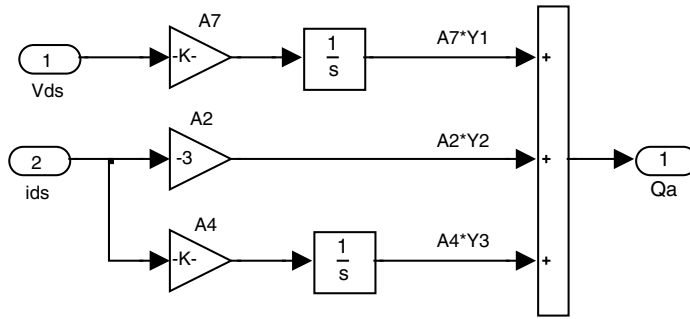 A7
1
-K-
1
s
A7*Y1
+
Vds
A2
2
-3
A2*Y2
+
1
ids
Qa
A4
-K-
1
s
A4*Y3
+